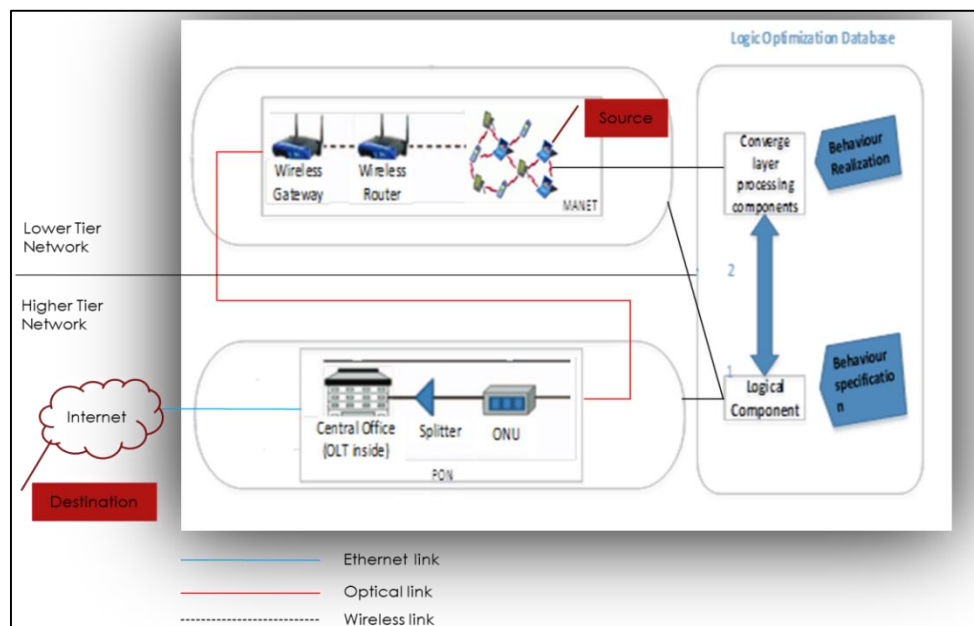 Logic Optimization Database
Source
Wireless
Gateway
Wireless
Router
MANET
Converge
layer
processing
components
Behaviour
Realization
Lower Tier
Network
Higher Tier
Network
2
1
Logical
Component
Behaviour
specificatio
n
Internet
Central Office
(OLT inside)
Splitter
ONU
PON
Destination
Ethernet link
Optical link
Wireless link